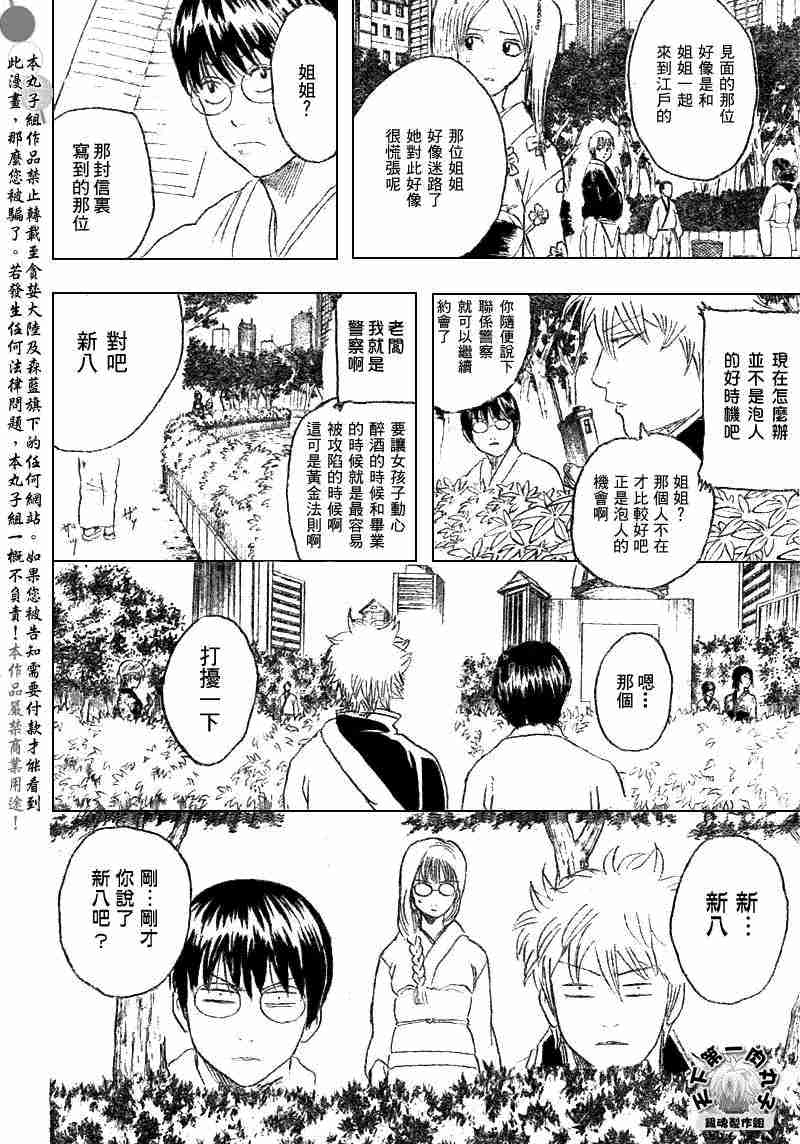 見面的那位
好像是和
姐姐一起
來到江戶的
那位姐姐
好像迷路了
她對此好像
很慌張呢
姐姐?
那封信裏
寫到的那位
現在怎麼辦
並不是泡人
的好時機吧
你隨便說下
聯係警察
就可以繼續
約會了
姐姐?
那個人不在
才比較好吧
正是泡人的
機會啊
老闆
我就是
警察啊
要讓女孩子動心
醉酒的時候和畢業
的時候就是最容易
被攻陷的時候啊
這可是黃金法則啊
對吧
新八
ザッ
ザッ
嗯…
那個
打擾一下
新…
新八
剛…剛才
你說了
新八吧?
本丸子組作品禁止轉載至貪婪大陸及森藍旗下的任何網站。如果您被告知需要付款才能看到
此漫畫,那麼您被騙了。若發生任何法律問題,本丸子組一概不負責!本作品嚴禁商業用途!
天下第一四丸子
銀魂製作組